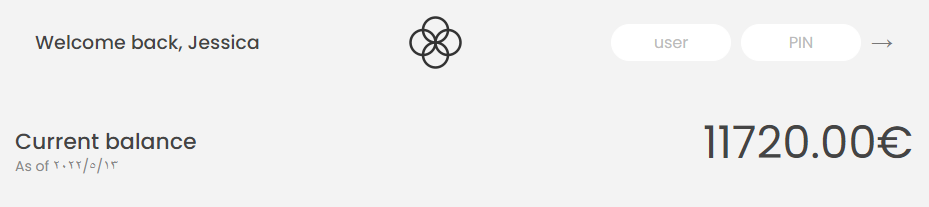 Welcome back, Jessica
user
PIN
→
Current balance
As of ٢٠٢٢/٥/١٣
11720.00€